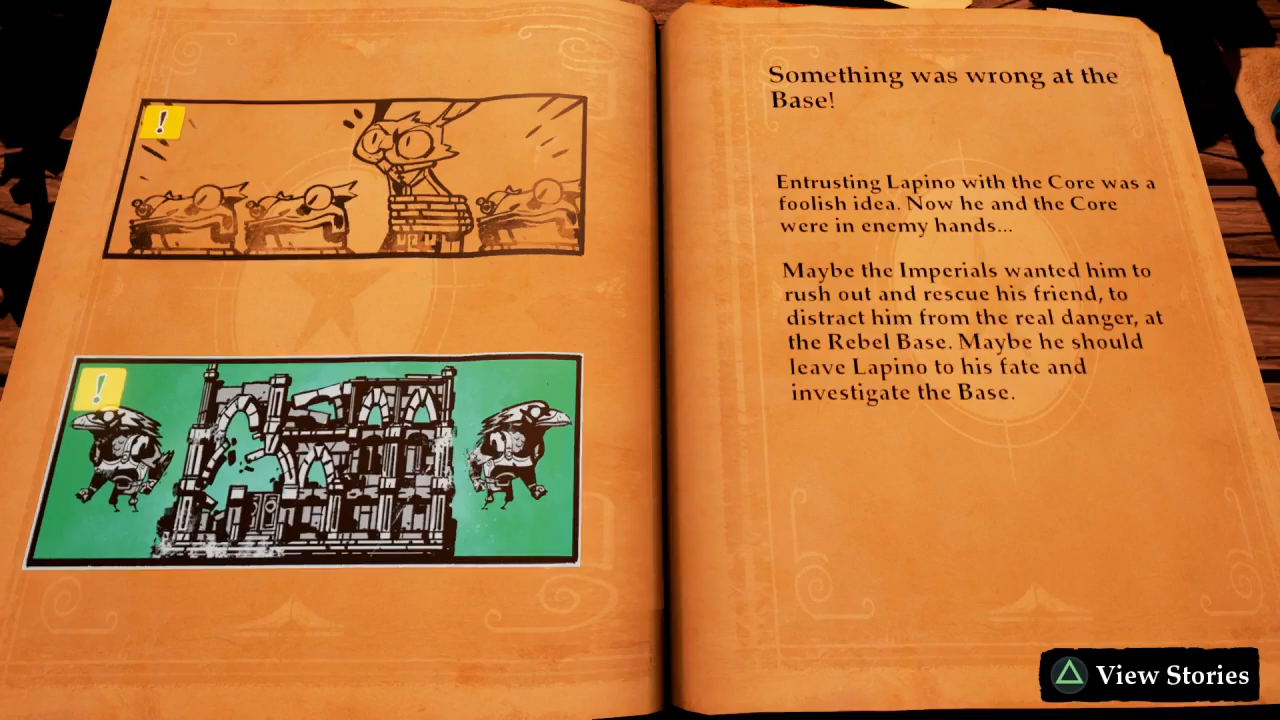 !
!
Something was wrong at the
Base!
Entrusting Lapino with the Core was a
foolish idea. Now he and the Core
were in enemy hands...
Maybe the Imperials wanted him to
rush out and rescue his friend, to
distract him from the real danger, at
the Rebel Base. Maybe he should
leave Lapino to his fate and
investigate the Base.
View Stories